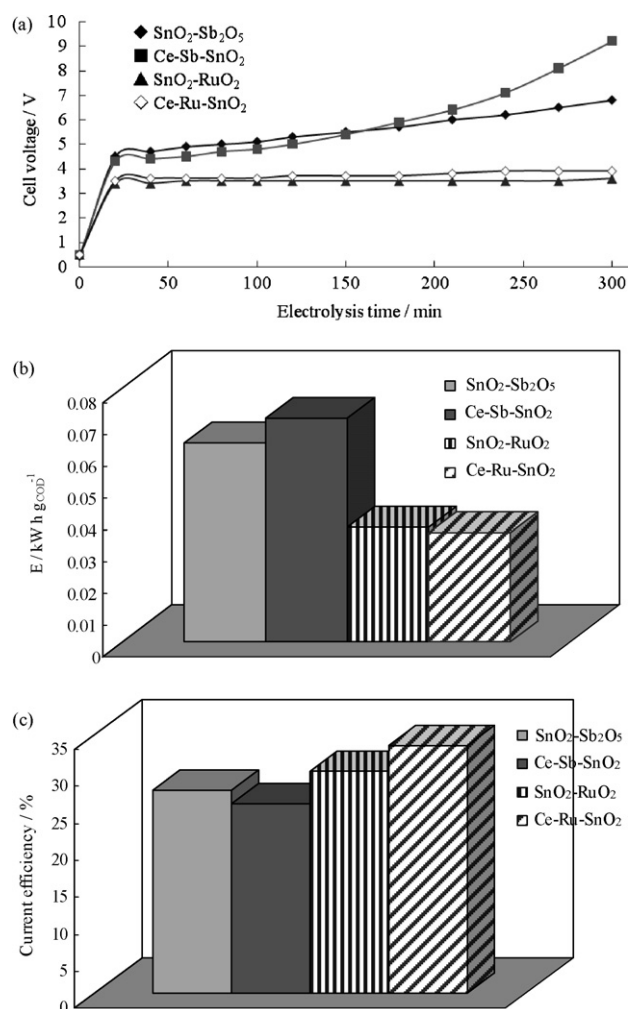 (a)
SnO₂-Sb₂O₅
Ce-Sb-SnO₂
SnO₂-RuO₂
Ce-Ru-SnO₂
Cell voltage / V
10
9
8
7
6
5
4
3
2
1
0
0 50 100 150 200 250 300
Electrolysis time / min
(b)
SnO₂-Sb₂O₅
Ce-Sb-SnO₂
SnO₂-RuO₂
Ce-Ru-SnO₂
E / kW h g_COD⁻¹
0.08
0.07
0.06
0.05
0.04
0.03
0.02
0.01
0
(c)
SnO₂-Sb₂O₅
Ce-Sb-SnO₂
SnO₂-RuO₂
Ce-Ru-SnO₂
Current efficiency / %
35
30
25
20
15
10
5
0